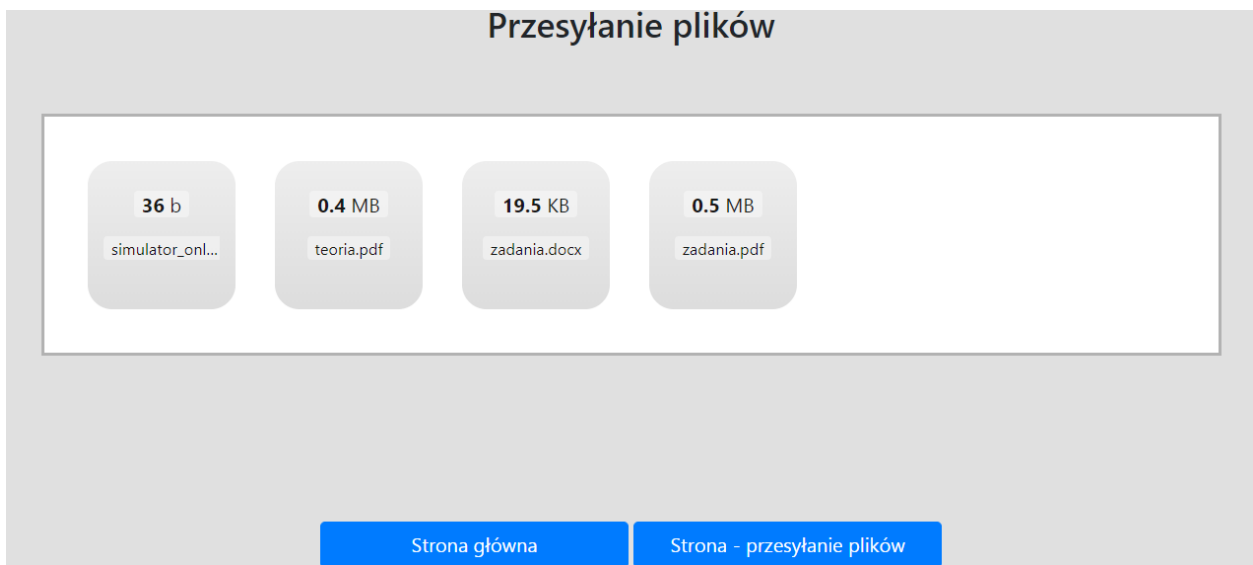 Przesyłanie plików
36 b
simulator_onl...
0.4 MB
teoria.pdf
19.5 KB
zadania.docx
0.5 MB
zadania.pdf
Strona główna
Strona - przesyłanie plików